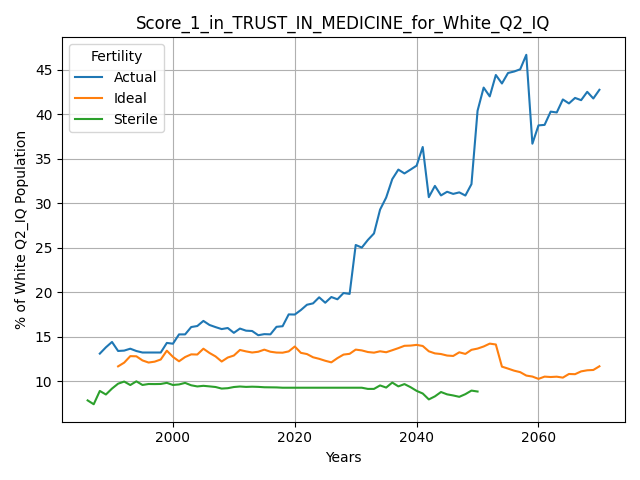 Score_1_in_TRUST_IN_MEDICINE_for_White_Q2_IQ
Fertility
Actual
Ideal
Sterile
% of White Q2_IQ Population
45
40
35
30
25
20
15
10
2000
2020
2040
2060
Years